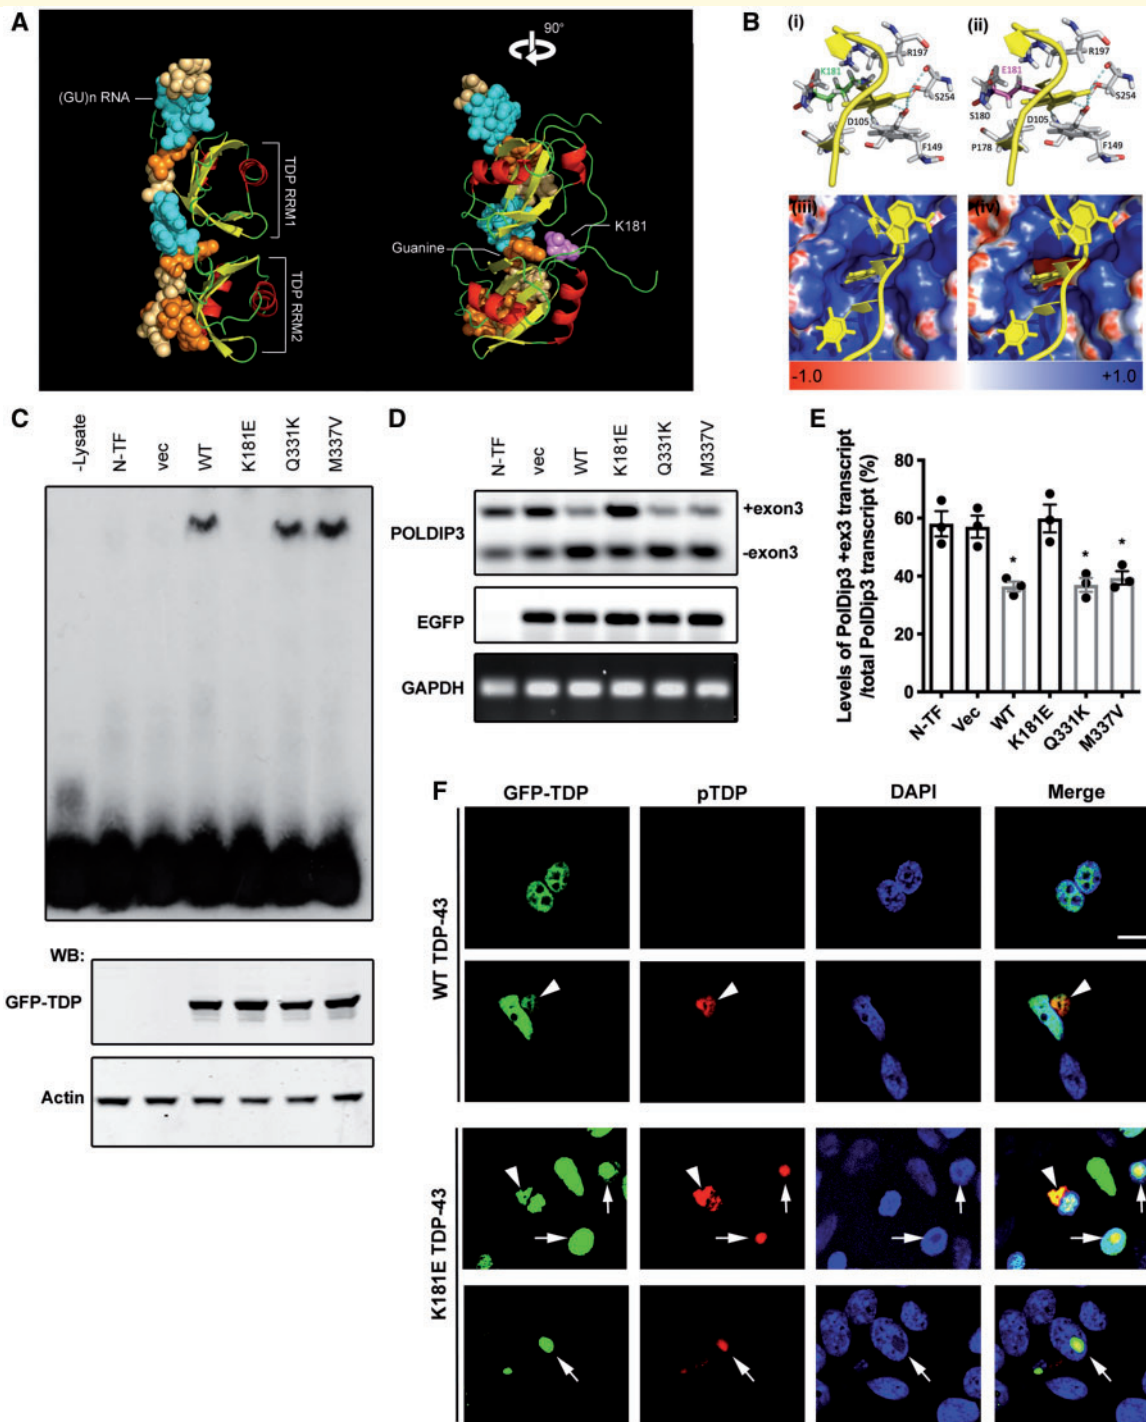 A
90°
(GU)n RNA
TDP RRM1
TDP RRM2
K181
Guanine
B
(i)
(ii)
R197
K181
S254
D105
F149
R197
E181
S254
S180
D105
P178
F149
(iii)
(iv)
-1.0
+1.0
C
-Lysate
N-TF
vec
WT
K181E
Q331K
M337V
WB:
GFP-TDP
Actin
D
N-TF
vec
WT
K181E
Q331K
M337V
POLDIP3
+exon3
-exon3
EGFP
GAPDH
E
Levels of PolDip3 +ex3 transcript
/total PolDip3 transcript (%)
80
60
40
20
0
*
*
*
N-TF
Vec
WT
K181E
Q331K
M337V
F
GFP-TDP
pTDP
DAPI
Merge
WT TDP-43
K181E TDP-43